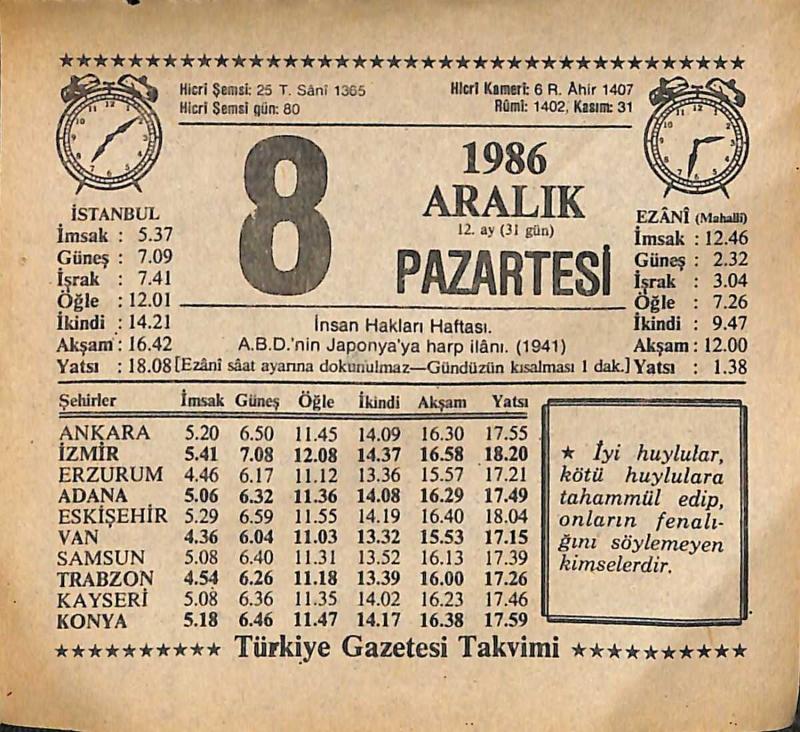 Hicrî Şemsî: 25 T. Sânî 1365
Hicrî Şemsî gün: 80
Hicrî Kamerî: 6 R. Âhir 1407
Rûmî: 1402, Kasım: 31
8
1986
ARALIK
12. ay (31 gün)
PAZARTESİ
İSTANBUL
İmsak : 5.37
Güneş : 7.09
İşrak : 7.41
Öğle : 12.01
İkindi : 14.21
Akşam : 16.42
Yatsı : 18.08
EZÂNÎ (Mahallî)
İmsak : 12.46
Güneş : 2.32
İşrak : 3.04
Öğle : 7.26
İkindi : 9.47
Akşam : 12.00
Yatsı : 1.38
İnsan Hakları Haftası.
A.B.D.'nin Japonya'ya harp ilânı. (1941)
[Ezânî sâat ayarına dokunulmaz—Gündüzün kısalması 1 dak.]
Şehirler İmsak Güneş Öğle İkindi Akşam Yatsı
ANKARA 5.20 6.50 11.45 14.09 16.30 17.55
İZMİR 5.41 7.08 12.08 14.37 16.58 18.20
ERZURUM 4.46 6.17 11.12 13.36 15.57 17.21
ADANA 5.06 6.32 11.36 14.08 16.29 17.49
ESKİŞEHİR 5.29 6.59 11.55 14.19 16.40 18.04
VAN 4.36 6.04 11.03 13.32 15.53 17.15
SAMSUN 5.08 6.40 11.31 13.52 16.13 17.39
TRABZON 4.54 6.26 11.18 13.39 16.00 17.26
KAYSERİ 5.08 6.36 11.35 14.02 16.23 17.46
KONYA 5.18 6.46 11.47 14.17 16.38 17.59
★ İyi huylular,
kötü huylulara
tahammül edip,
onların fenalı-
ğını söylemeyen
kimselerdir.
Türkiye Gazetesi Takvimi